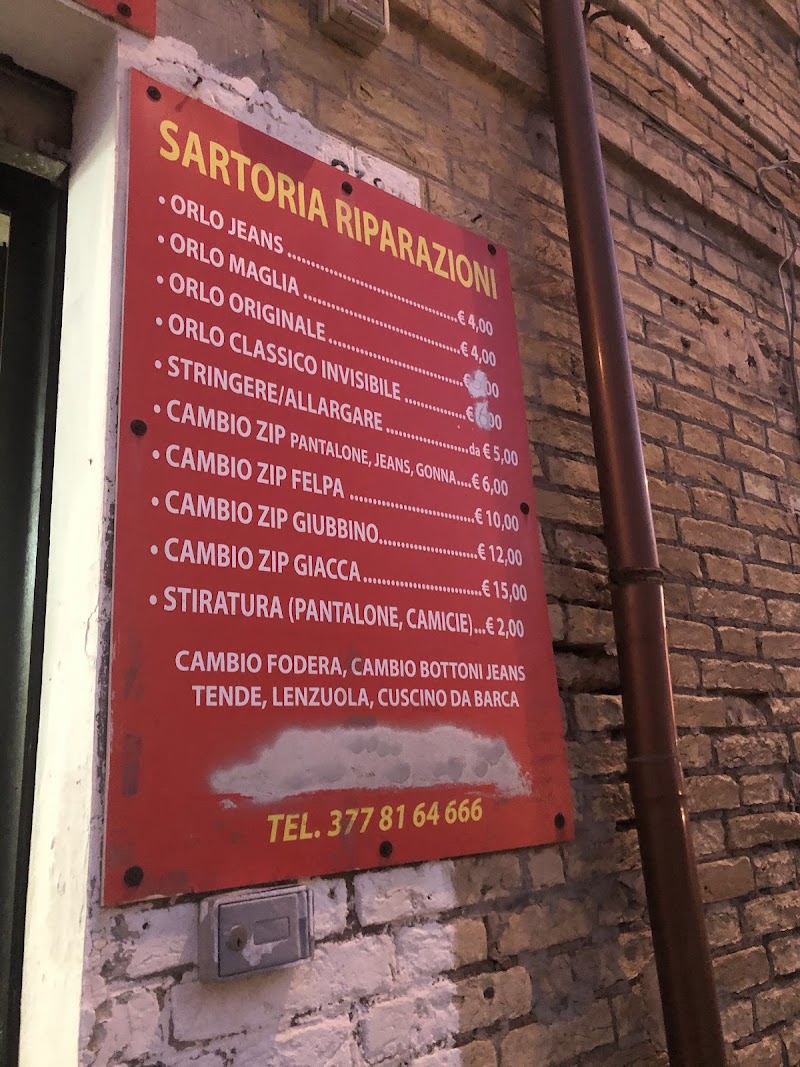 SARTORIA RIPARAZIONI
• ORLO JEANS ....................................€ 4,00
• ORLO MAGLIA ..................................€ 4,00
• ORLO ORIGINALE.............................€
• ORLO CLASSICO INVISIBILE .............€
• STRINGERE/ALLARGARE ..................da € 5,00
• CAMBIO ZIP PANTALONE, JEANS, GONNA....€ 6,00
• CAMBIO ZIP FELPA ...........................€ 10,00
• CAMBIO ZIP GIUBBINO.....................€ 12,00
• CAMBIO ZIP GIACCA.........................€ 15,00
• STIRATURA (PANTALONE, CAMICIE)...€ 2,00
CAMBIO FODERA, CAMBIO BOTTONI JEANS
TENDE, LENZUOLA, CUSCINO DA BARCA
TEL. 377 81 64 666